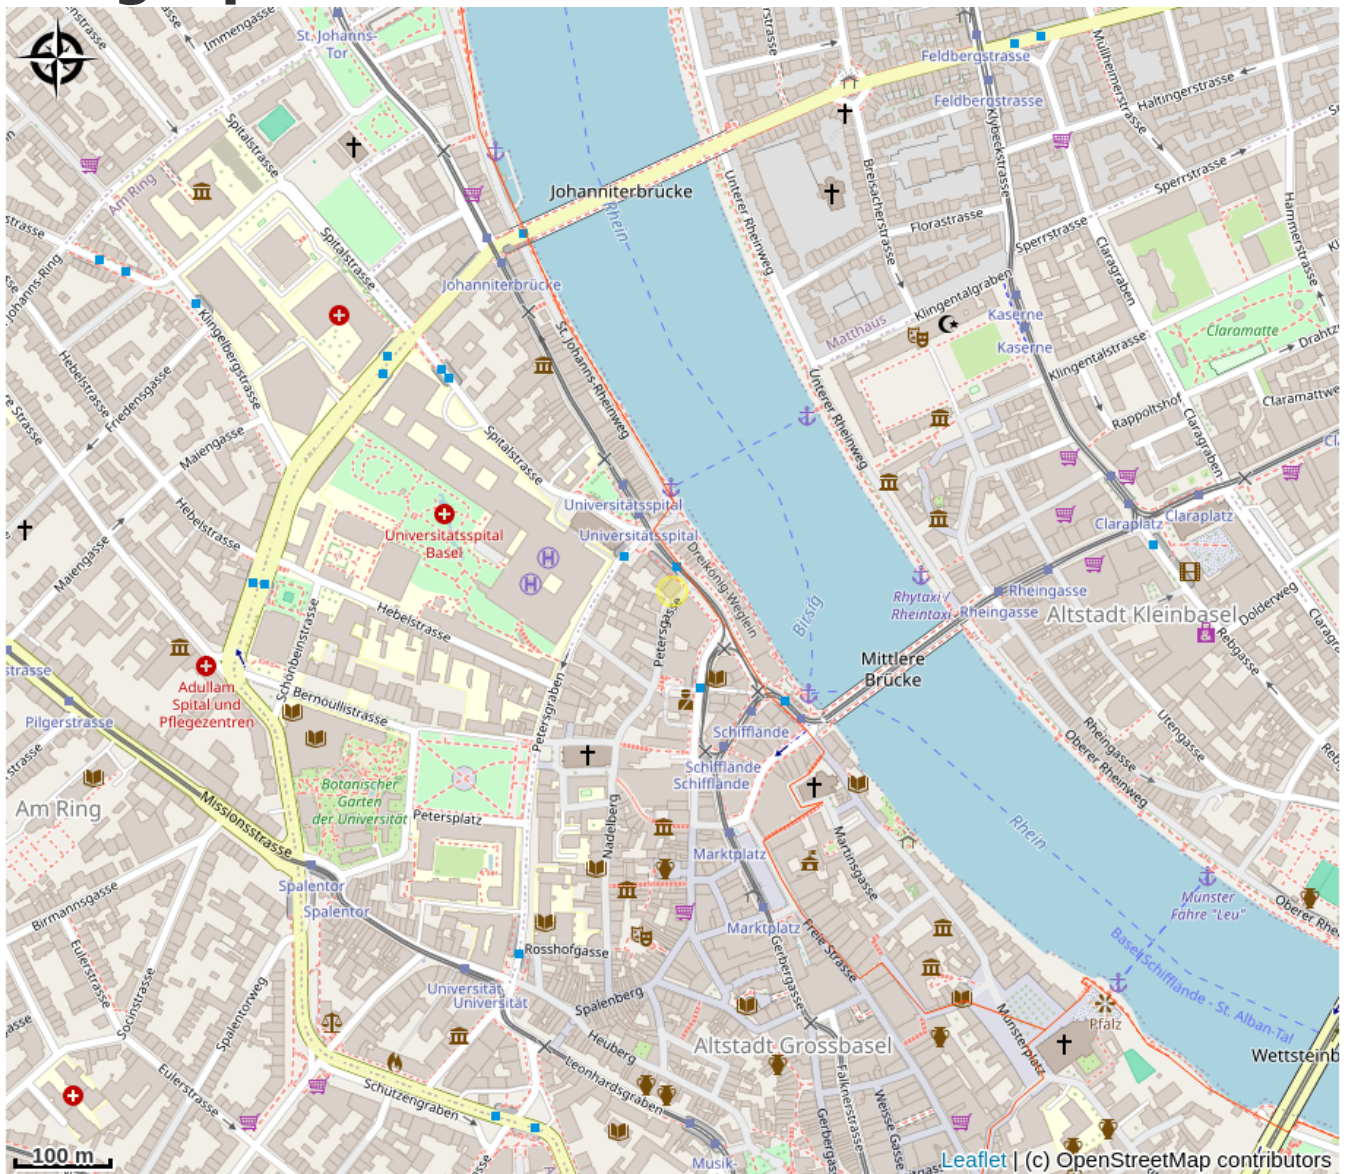 Immengasse
St. Johanns-
Tor
Feldbergstrasse
Feldbergstrasse
Müllheimerstrasse
Haltingerstrasse
Spitalstrasse
Am Ring
Johanniterbrücke
Rhein
Unterer Rheinweg
Breisacherstrasse
Klybeckstrasse
Sperrstrasse
Florastrasse
Sperrstrasse
Claragraben
Hammerstrasse
Spitalstrasse
Johanniterbrücke
Klingentalgraben
Kaserne
Kaserne
Matthäus
Claramatte
Klingentalstrasse
Klingelbergstrasse
Hebelstrasse
Friedensgasse
Maiengasse
St. Johanns-Rheinweg
Unterer Rheinweg
Rappoltshof
Claragraben
Spitalstrasse
Hebelstrasse
Maiengasse
Universitätsspital
Basel
Universitätsspital
Universitätsspital
Claraplatz
Claraplatz
Dreikönig-Weglein
Rhytaxi /
Rheintaxi
Rheingasse
Rheingasse
Altstadt Kleinbasel
Dolderweg
Rebgasse
Birsig
Hebelstrasse
Petersgasse
Schönbeinstrasse
Mittlere
Brücke
Adullam
Spital und
Pflegezentren
Pilgerstrasse
Bernoullistrasse
Petersgraben
Schifflände
Schifflände
Schifflände
Rheingasse
Utengasse
Oberer Rheinweg
Am Ring
Missionsstrasse
Botanischer
Garten
der Universität
Petersplatz
Nadelberg
Marktplatz
Martinsgasse
Rhein
Spalentor
Spalentor
Münster
Fähre "Leu"
Birmannsgasse
Eulerstrasse
Socinstrasse
Spalentorweg
Marktplatz
Gerbergasse
Freie Strasse
Rosshofgasse
Universität
Universität
Spalenberg
Basel Schifflände - St. Alban-Tal
Heuberg
Altstadt Grossbasel
Münsterplatz
Pfalz
Leonhardsgraben
Eulerstrasse
Schützengraben
Falknerstrasse
Weisse Gasse
Musik-
100 m
Leaflet | (c) OpenStreetMap contributors